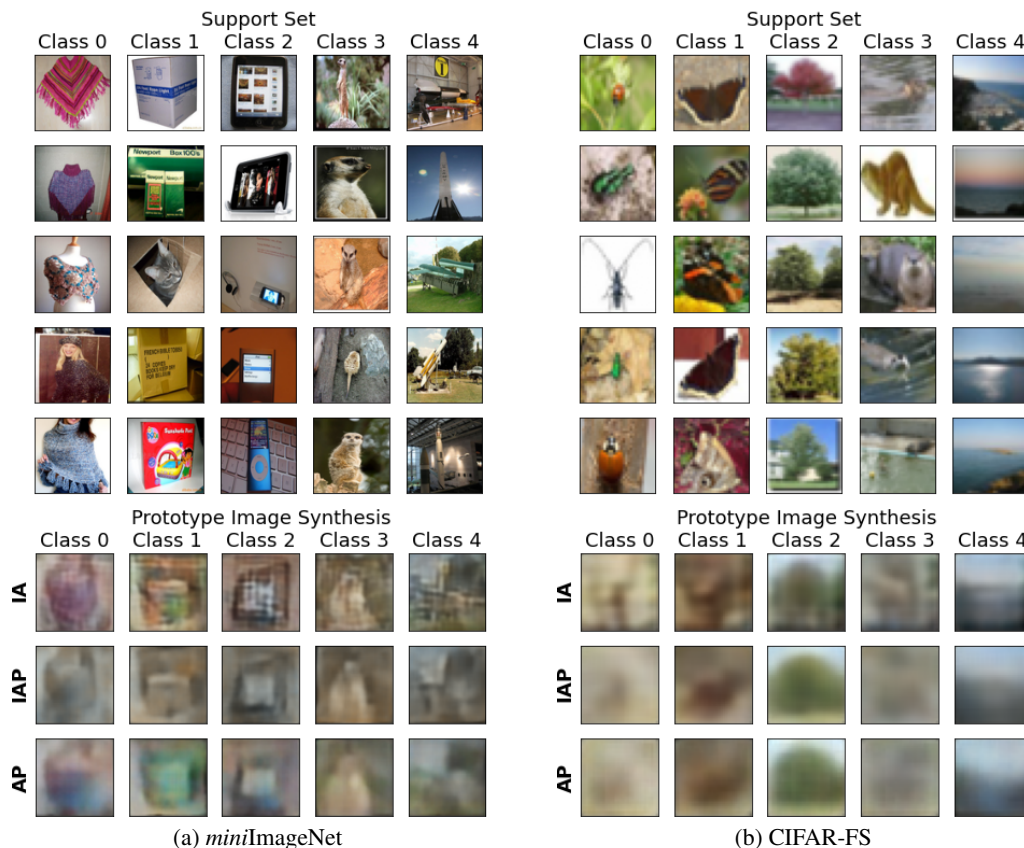 Support Set
Class 0 Class 1 Class 2 Class 3 Class 4
Newport Box 100's
Prototype Image Synthesis
Class 0 Class 1 Class 2 Class 3 Class 4
IA
IAP
AP
(a) miniImageNet
Support Set
Class 0 Class 1 Class 2 Class 3 Class 4
Prototype Image Synthesis
Class 0 Class 1 Class 2 Class 3 Class 4
IA
IAP
AP
(b) CIFAR-FS